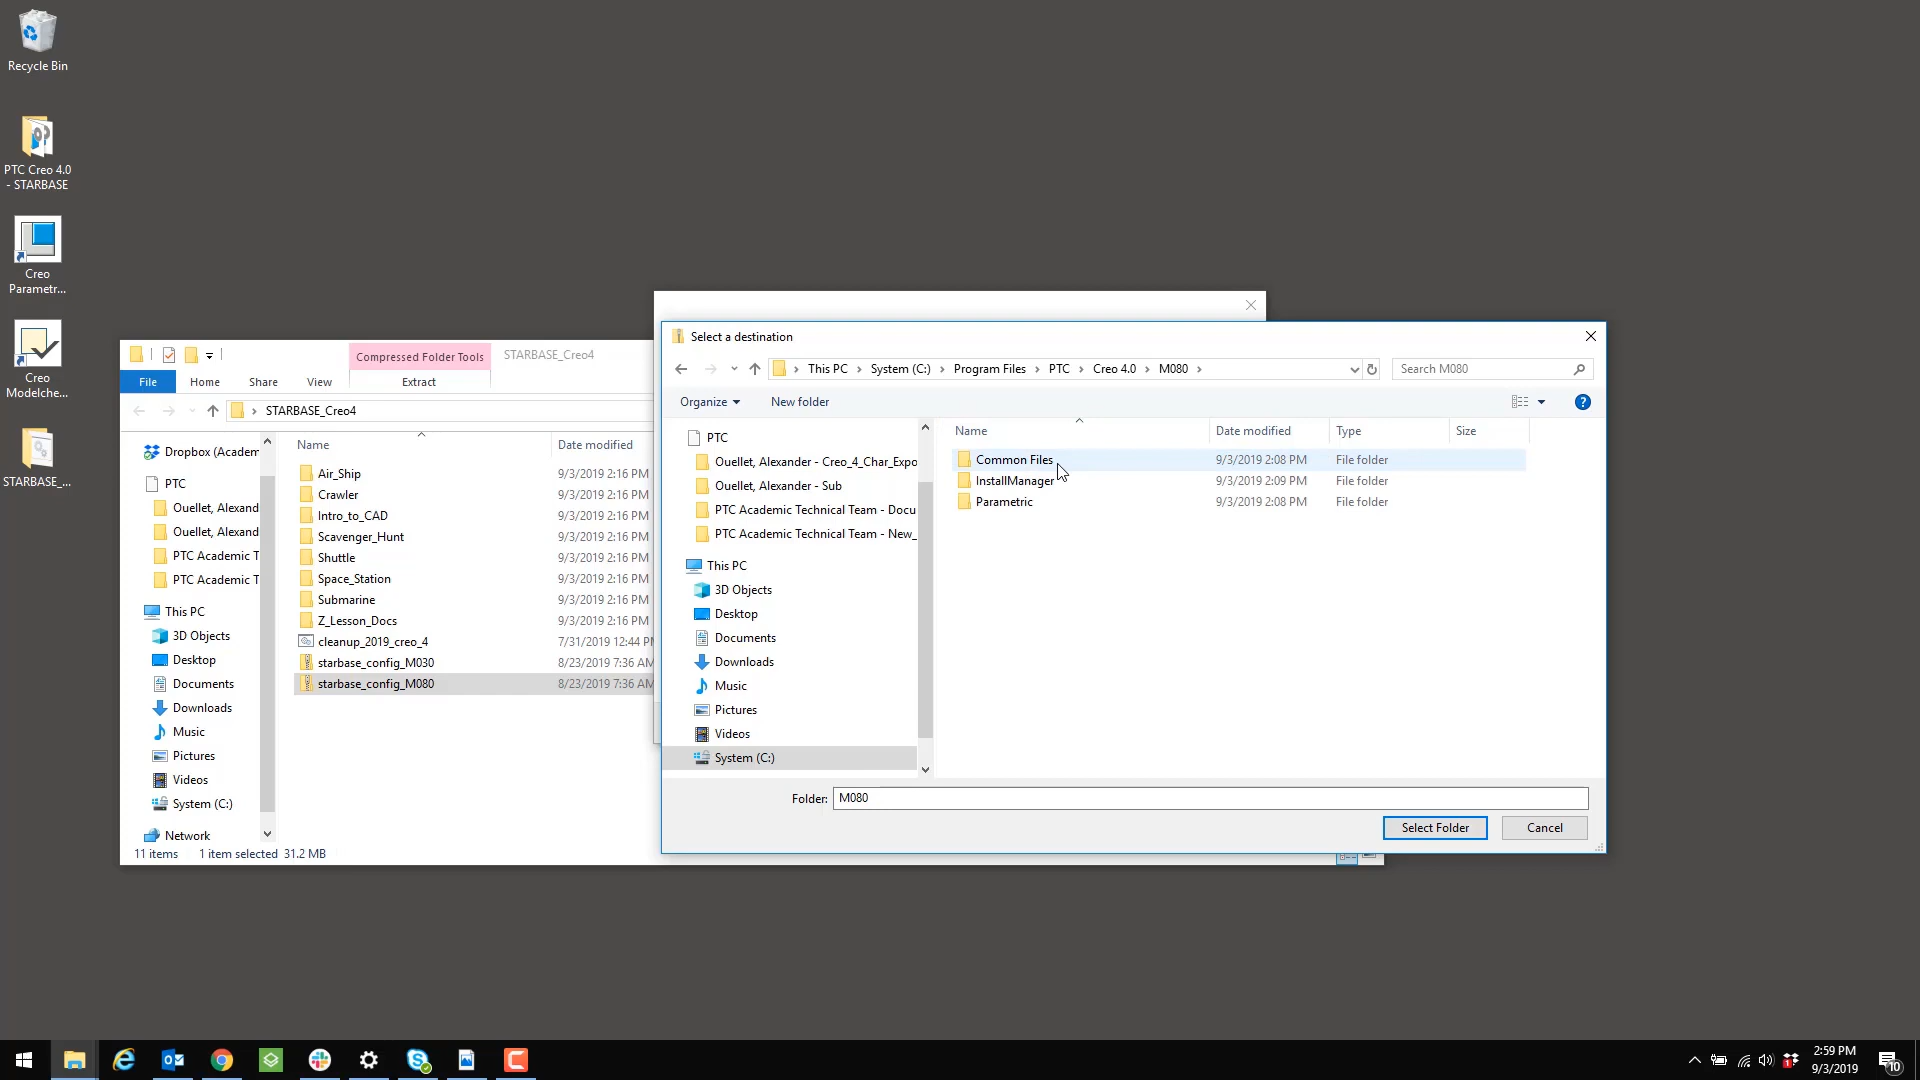 Recycle Bin
PTC Creo 4.0
- STARBASE
Creo
Parametr...
Creo
Modelche...
STARBASE_...
Compressed Folder Tools
STARBASE_Creo4
File
Home
Share
View
Extract
STARBASE_Creo4
Name
Date modified
Dropbox (Academ
PTC
Ouellet, Alexand
Ouellet, Alexand
PTC Academic T
PTC Academic T
This PC
3D Objects
Desktop
Documents
Downloads
Music
Pictures
Videos
System (C:)
Network
Air_Ship 9/3/2019 2:16 PM
Crawler 9/3/2019 2:16 PM
Intro_to_CAD 9/3/2019 2:16 PM
Scavenger_Hunt 9/3/2019 2:16 PM
Shuttle 9/3/2019 2:16 PM
Space_Station 9/3/2019 2:16 PM
Submarine 9/3/2019 2:16 PM
Z_Lesson_Docs 9/3/2019 2:16 PM
cleanup_2019_creo_4 7/31/2019 12:44 PM
starbase_config_M030 8/23/2019 7:36 AM
starbase_config_M080 8/23/2019 7:36 AM
11 items 1 item selected 31.2 MB
Select a destination
This PC › System (C:) › Program Files › PTC › Creo 4.0 › M080 ›
Search M080
Organize
New folder
?
PTC
Ouellet, Alexander - Creo_4_Char_Expo
Ouellet, Alexander - Sub
PTC Academic Technical Team - Docu
PTC Academic Technical Team - New_
This PC
3D Objects
Desktop
Documents
Downloads
Music
Pictures
Videos
System (C:)
Name Date modified Type Size
Common Files 9/3/2019 2:08 PM File folder
InstallManager 9/3/2019 2:09 PM File folder
Parametric 9/3/2019 2:08 PM File folder
Folder: M080
Select Folder
Cancel
2:59 PM
9/3/2019
10